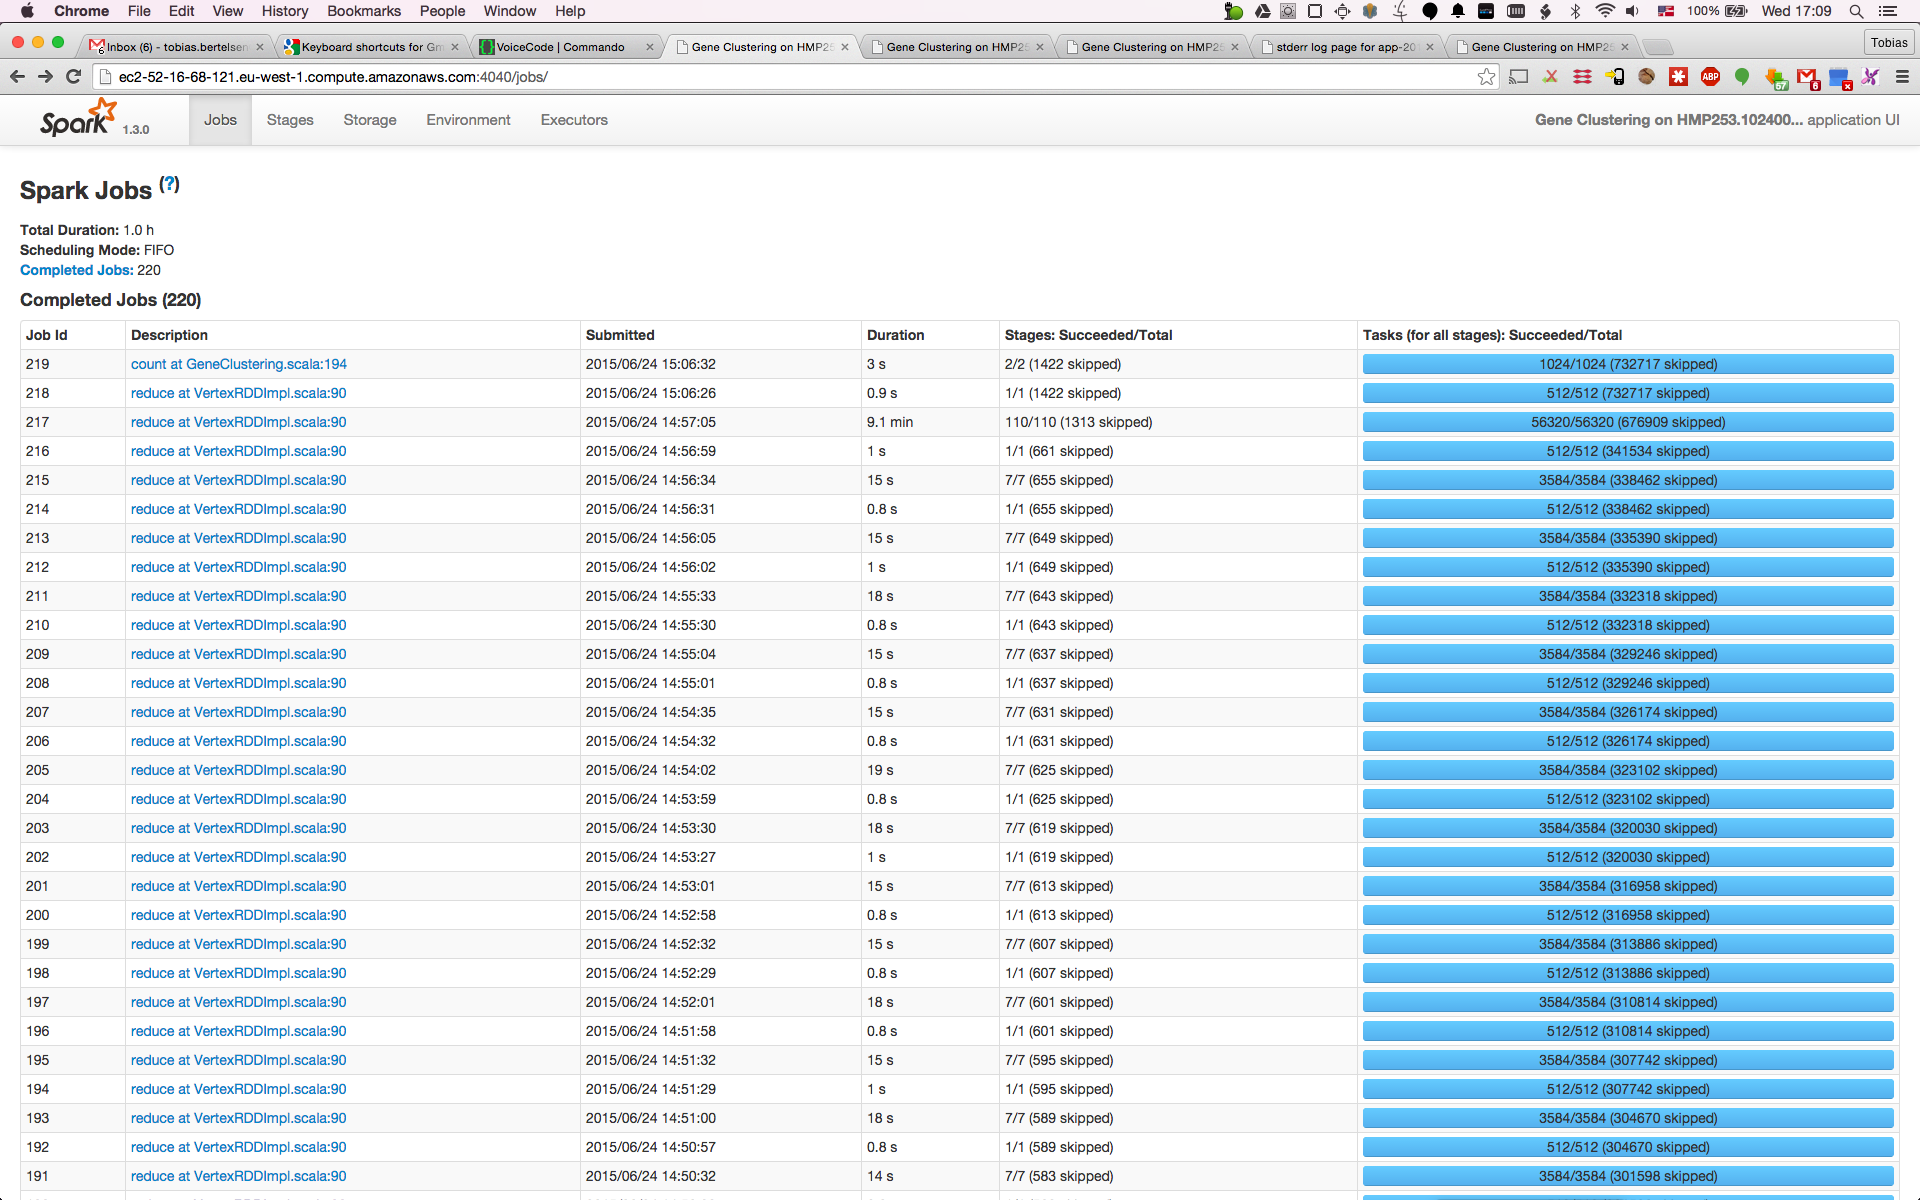 Chrome File Edit View History Bookmarks People Window Help 100% Wed 17:09
Inbox (6) - tobias.bertelsen Keyboard shortcuts for Gm VoiceCode | Commando Gene Clustering on HMP25 Gene Clustering on HMP25 Gene Clustering on HMP25 stderr log page for app-20 Gene Clustering on HMP25 Tobias
ec2-52-16-68-121.eu-west-1.compute.amazonaws.com:4040/jobs/
Spark 1.3.0 Jobs Stages Storage Environment Executors Gene Clustering on HMP253.102400... application UI
Spark Jobs (?)
Total Duration: 1.0 h
Scheduling Mode: FIFO
Completed Jobs: 220
Completed Jobs (220)
Job Id Description Submitted Duration Stages: Succeeded/Total Tasks (for all stages): Succeeded/Total
219 count at GeneClustering.scala:194 2015/06/24 15:06:32 3 s 2/2 (1422 skipped) 1024/1024 (732717 skipped)
218 reduce at VertexRDDImpl.scala:90 2015/06/24 15:06:26 0.9 s 1/1 (1422 skipped) 512/512 (732717 skipped)
217 reduce at VertexRDDImpl.scala:90 2015/06/24 14:57:05 9.1 min 110/110 (1313 skipped) 56320/56320 (676909 skipped)
216 reduce at VertexRDDImpl.scala:90 2015/06/24 14:56:59 1 s 1/1 (661 skipped) 512/512 (341534 skipped)
215 reduce at VertexRDDImpl.scala:90 2015/06/24 14:56:34 15 s 7/7 (655 skipped) 3584/3584 (338462 skipped)
214 reduce at VertexRDDImpl.scala:90 2015/06/24 14:56:31 0.8 s 1/1 (655 skipped) 512/512 (338462 skipped)
213 reduce at VertexRDDImpl.scala:90 2015/06/24 14:56:05 15 s 7/7 (649 skipped) 3584/3584 (335390 skipped)
212 reduce at VertexRDDImpl.scala:90 2015/06/24 14:56:02 1 s 1/1 (649 skipped) 512/512 (335390 skipped)
211 reduce at VertexRDDImpl.scala:90 2015/06/24 14:55:33 18 s 7/7 (643 skipped) 3584/3584 (332318 skipped)
210 reduce at VertexRDDImpl.scala:90 2015/06/24 14:55:30 0.8 s 1/1 (643 skipped) 512/512 (332318 skipped)
209 reduce at VertexRDDImpl.scala:90 2015/06/24 14:55:04 15 s 7/7 (637 skipped) 3584/3584 (329246 skipped)
208 reduce at VertexRDDImpl.scala:90 2015/06/24 14:55:01 0.8 s 1/1 (637 skipped) 512/512 (329246 skipped)
207 reduce at VertexRDDImpl.scala:90 2015/06/24 14:54:35 15 s 7/7 (631 skipped) 3584/3584 (326174 skipped)
206 reduce at VertexRDDImpl.scala:90 2015/06/24 14:54:32 0.8 s 1/1 (631 skipped) 512/512 (326174 skipped)
205 reduce at VertexRDDImpl.scala:90 2015/06/24 14:54:02 19 s 7/7 (625 skipped) 3584/3584 (323102 skipped)
204 reduce at VertexRDDImpl.scala:90 2015/06/24 14:53:59 0.8 s 1/1 (625 skipped) 512/512 (323102 skipped)
203 reduce at VertexRDDImpl.scala:90 2015/06/24 14:53:30 18 s 7/7 (619 skipped) 3584/3584 (320030 skipped)
202 reduce at VertexRDDImpl.scala:90 2015/06/24 14:53:27 1 s 1/1 (619 skipped) 512/512 (320030 skipped)
201 reduce at VertexRDDImpl.scala:90 2015/06/24 14:53:01 15 s 7/7 (613 skipped) 3584/3584 (316958 skipped)
200 reduce at VertexRDDImpl.scala:90 2015/06/24 14:52:58 0.8 s 1/1 (613 skipped) 512/512 (316958 skipped)
199 reduce at VertexRDDImpl.scala:90 2015/06/24 14:52:32 15 s 7/7 (607 skipped) 3584/3584 (313886 skipped)
198 reduce at VertexRDDImpl.scala:90 2015/06/24 14:52:29 0.8 s 1/1 (607 skipped) 512/512 (313886 skipped)
197 reduce at VertexRDDImpl.scala:90 2015/06/24 14:52:01 18 s 7/7 (601 skipped) 3584/3584 (310814 skipped)
196 reduce at VertexRDDImpl.scala:90 2015/06/24 14:51:58 0.8 s 1/1 (601 skipped) 512/512 (310814 skipped)
195 reduce at VertexRDDImpl.scala:90 2015/06/24 14:51:32 15 s 7/7 (595 skipped) 3584/3584 (307742 skipped)
194 reduce at VertexRDDImpl.scala:90 2015/06/24 14:51:29 1 s 1/1 (595 skipped) 512/512 (307742 skipped)
193 reduce at VertexRDDImpl.scala:90 2015/06/24 14:51:00 18 s 7/7 (589 skipped) 3584/3584 (304670 skipped)
192 reduce at VertexRDDImpl.scala:90 2015/06/24 14:50:57 0.8 s 1/1 (589 skipped) 512/512 (304670 skipped)
191 reduce at VertexRDDImpl.scala:90 2015/06/24 14:50:32 14 s 7/7 (583 skipped) 3584/3584 (301598 skipped)